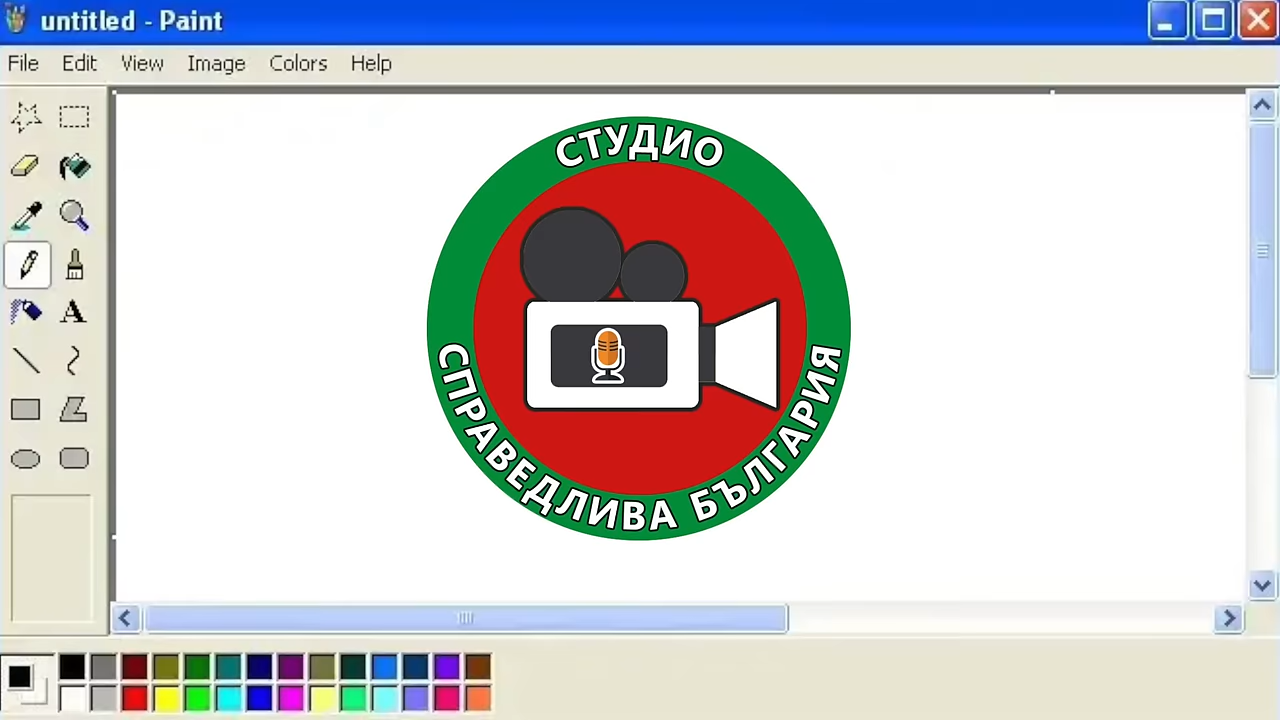 untitled - Paint
File Edit View Image Colors Help
A
СТУДИО
СПРАВЕДЛИВА БЪЛГАРИЯ